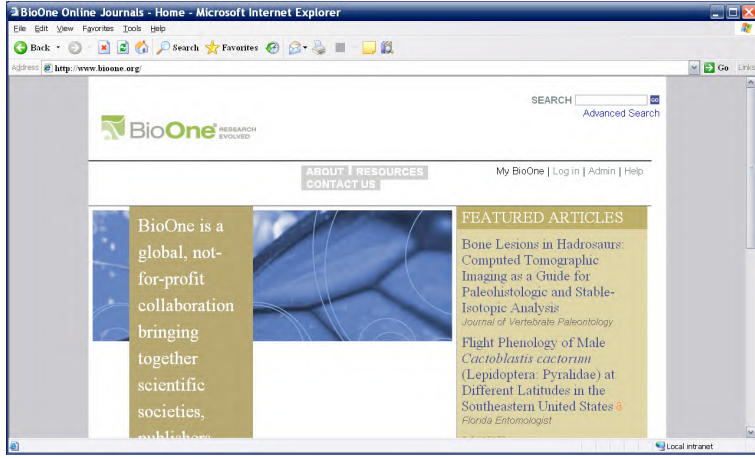 BioOne Online Journals - Home - Microsoft Internet Explorer
File Edit View Favorites Tools Help
Back Search Favorites
Address http://www.bioone.org/ Go Links
SEARCH GO
Advanced Search
BioOne® RESEARCH
EVOLVED
ABOUT | RESOURCES
CONTACT US
My BioOne | Log in | Admin | Help
BioOne is a
global, not-
for-profit
collaboration
bringing
together
scientific
societies,
publishers
FEATURED ARTICLES
Bone Lesions in Hadrosaurs:
Computed Tomographic
Imaging as a Guide for
Paleohistologic and Stable-
Isotopic Analysis
Journal of Vertebrate Paleontology
Flight Phenology of Male
Cactoblastis cactorum
(Lepidoptera: Pyralidae) at
Different Latitudes in the
Southeastern United States
Florida Entomologist
Local intranet